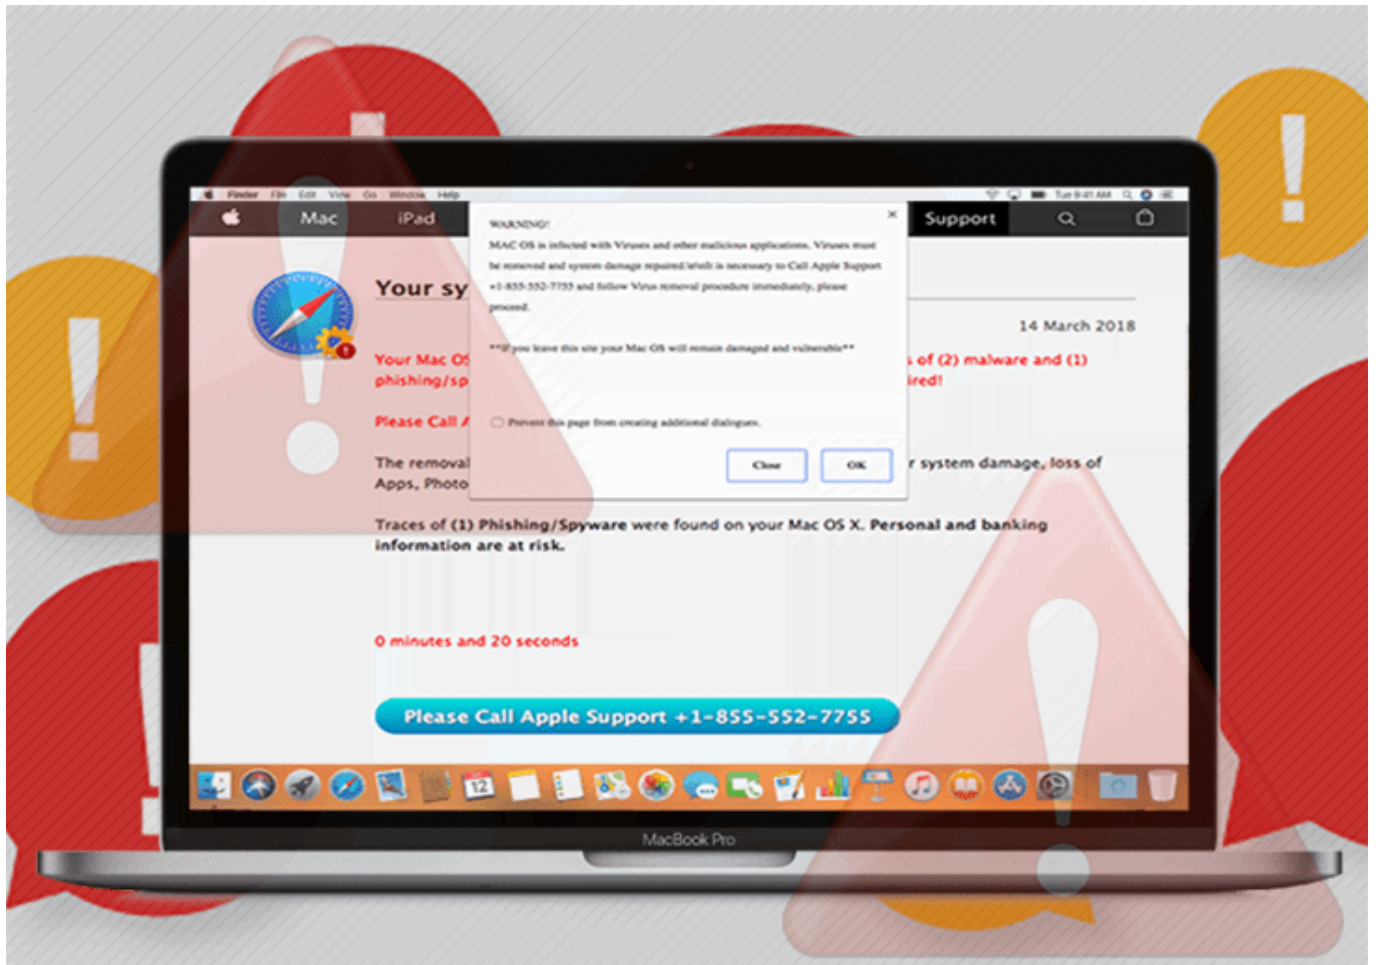 Finder File Edit View Go Window Help
Tue 9:41 AM
Mac iPad Support
WARNING!
MAC OS is infected with Viruses and other malicious applications. Viruses must
be removed and system damage repaired.\n\nIt is necessary to Call Apple Support
+1-855-552-7755 and follow Virus removal procedure immediately, please
proceed.
**If you leave this site your Mac OS will remain damaged and vulnerable**
Prevent this page from creating additional dialogues.
Close OK
Your sy
14 March 2018
Your Mac OS s of (2) malware and (1)
phishing/sp ired!
Please Call A
The removal r system damage, loss of
Apps, Photo
Traces of (1) Phishing/Spyware were found on your Mac OS X. Personal and banking
information are at risk.
0 minutes and 20 seconds
Please Call Apple Support +1-855-552-7755
12
MacBook Pro